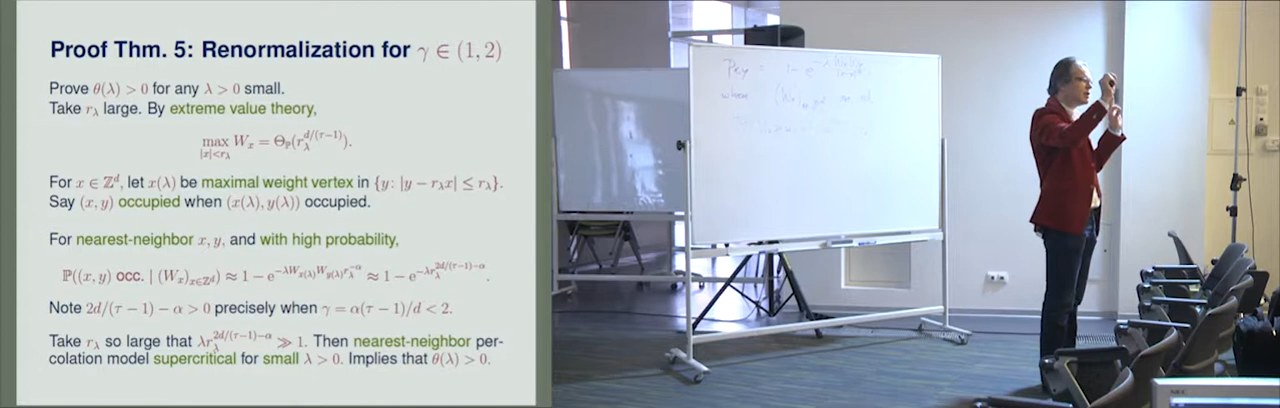 Proof Thm. 5: Renormalization for γ ∈ (1, 2)
Prove θ(λ) > 0 for any λ > 0 small.
Take r_λ large. By extreme value theory,
max_{|x|<r_λ} W_x = Θ_ℙ(r_λ^{d/(τ−1)}).
For x ∈ ℤ^d, let x(λ) be maximal weight vertex in {y: |y − r_λx| ≤ r_λ}.
Say (x, y) occupied when (x(λ), y(λ)) occupied.
For nearest-neighbor x, y, and with high probability,
ℙ((x, y) occ. | (W_x)_{x∈ℤ^d}) ≈ 1 − e^{−λW_{x(λ)}W_{y(λ)}r_λ^{−α}} ≈ 1 − e^{−λr_λ^{2d/(τ−1)−α}}.
Note 2d/(τ − 1) − α > 0 precisely when γ = α(τ − 1)/d < 2.
Take r_λ so large that λr_λ^{2d/(τ−1)−α} ≫ 1. Then nearest-neighbor per-
colation model supercritical for small λ > 0. Implies that θ(λ) > 0.
where
NEC